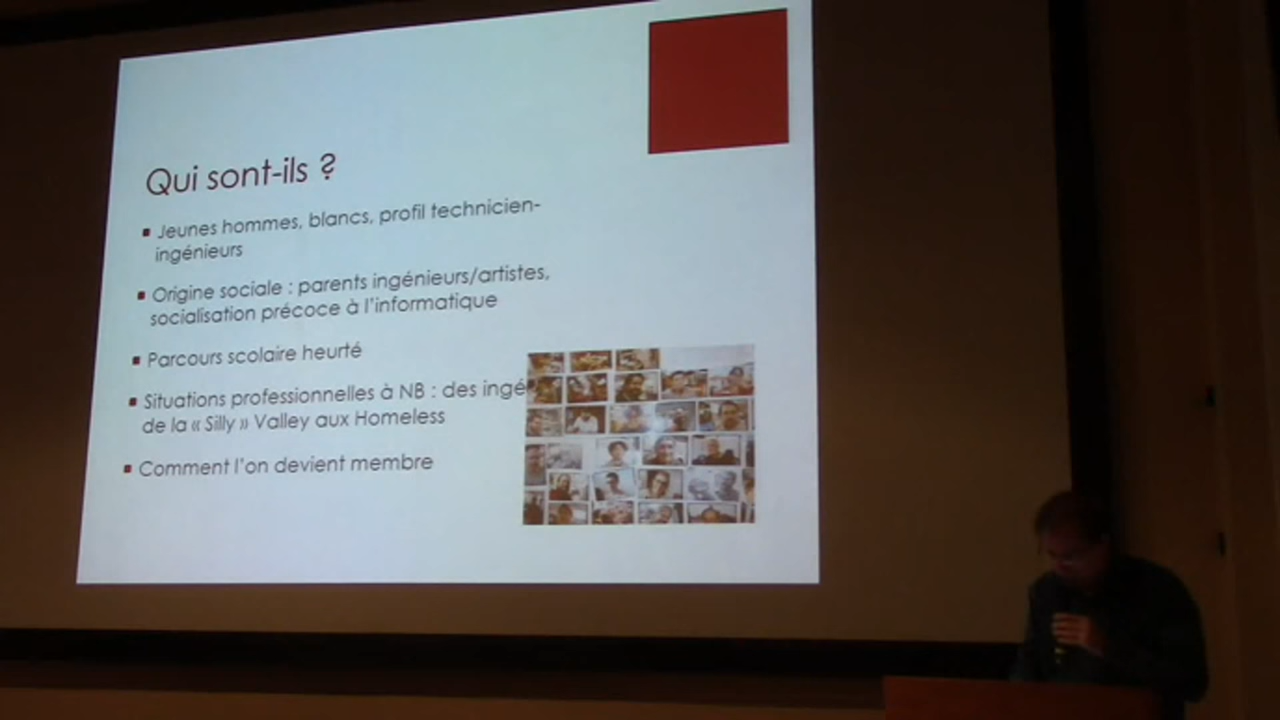 Qui sont-ils ?
Jeunes hommes, blancs, profil technicien-
ingénieurs
Origine sociale : parents ingénieurs/artistes,
socialisation précoce à l'informatique
Parcours scolaire heurté
Situations professionnelles à NB : des ingé
de la « Silly » Valley aux Homeless
Comment l'on devient membre